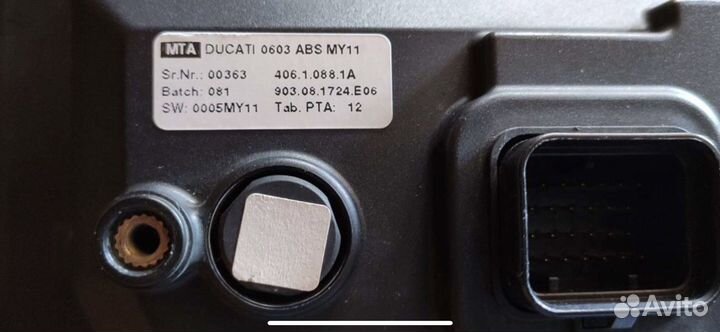 MTA DUCATI 0603 ABS MY11
Sr.Nr.: 00363 406.1.088.1A
Batch: 081 903.08.1724.E06
SW: 0005MY11 Tab. PTA: 12
Avito